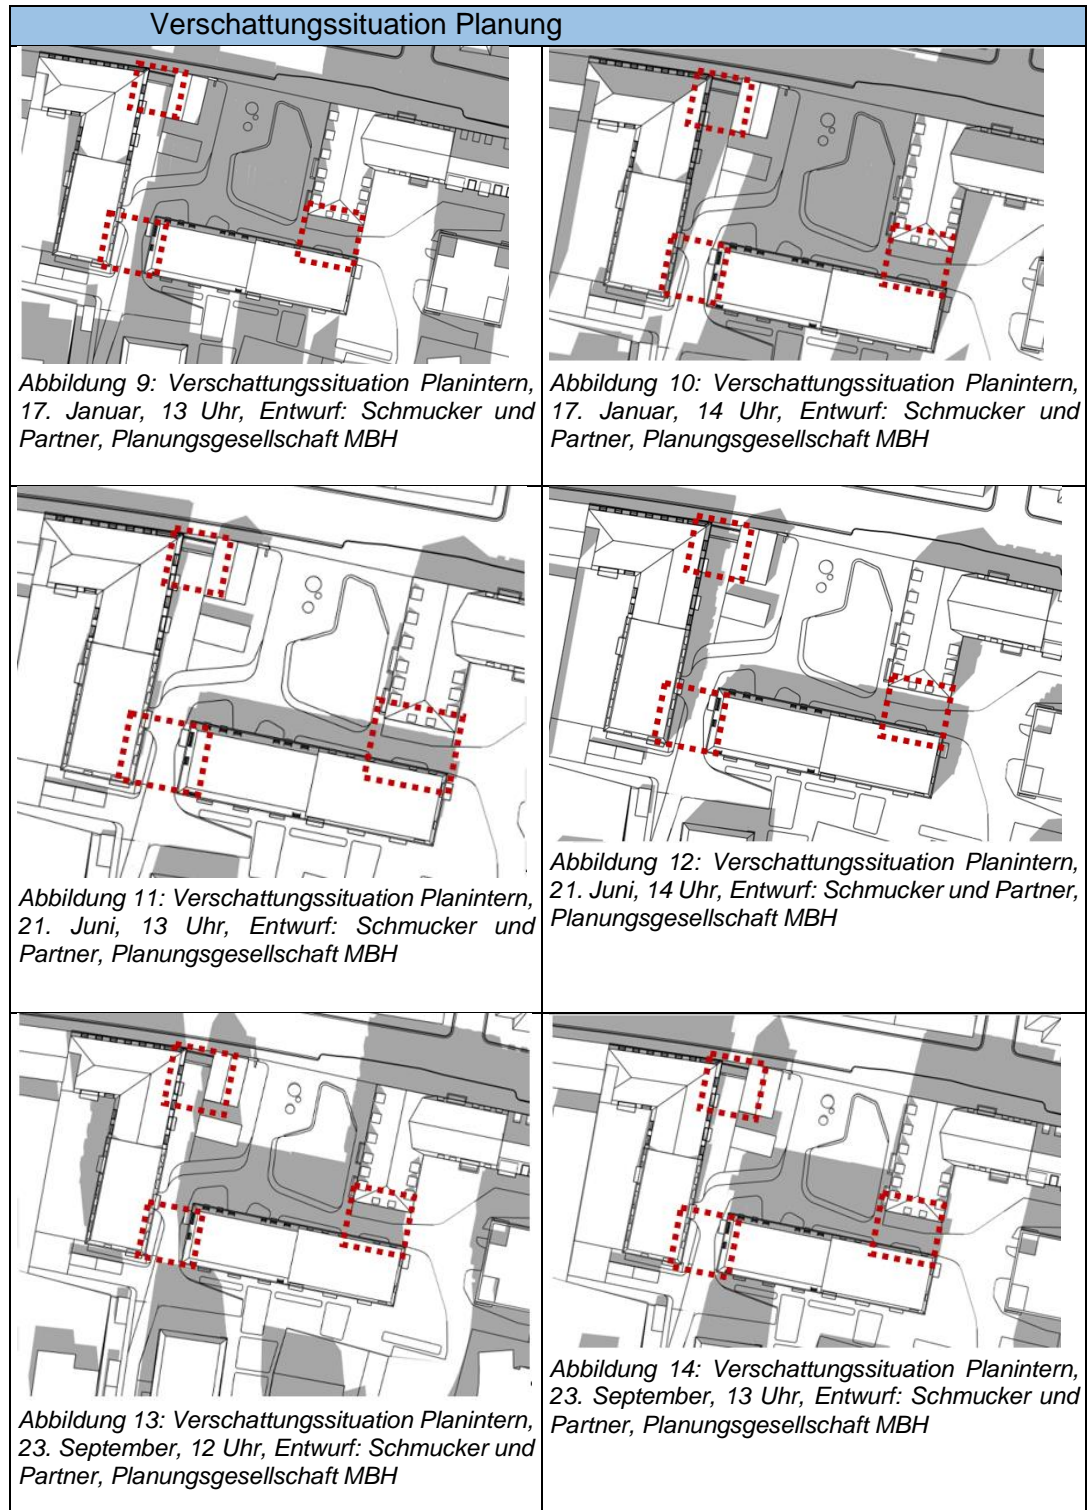 Verschattungssituation Planung
Abbildung 9: Verschattungssituation Planintern,
17. Januar, 13 Uhr, Entwurf: Schmucker und
Partner, Planungsgesellschaft MBH
Abbildung 10: Verschattungssituation Planintern,
17. Januar, 14 Uhr, Entwurf: Schmucker und
Partner, Planungsgesellschaft MBH
Abbildung 11: Verschattungssituation Planintern,
21. Juni, 13 Uhr, Entwurf: Schmucker und
Partner, Planungsgesellschaft MBH
Abbildung 12: Verschattungssituation Planintern,
21. Juni, 14 Uhr, Entwurf: Schmucker und Partner,
Planungsgesellschaft MBH
Abbildung 13: Verschattungssituation Planintern,
23. September, 12 Uhr, Entwurf: Schmucker und
Partner, Planungsgesellschaft MBH
Abbildung 14: Verschattungssituation Planintern,
23. September, 13 Uhr, Entwurf: Schmucker und
Partner, Planungsgesellschaft MBH